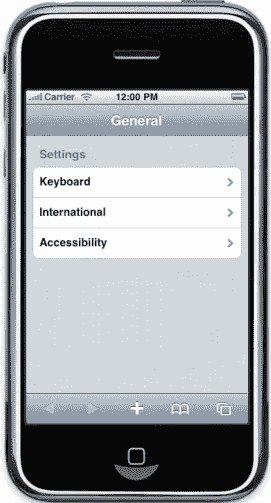 Carrier
12:00 PM
General
Settings
Keyboard
International
Accessibility